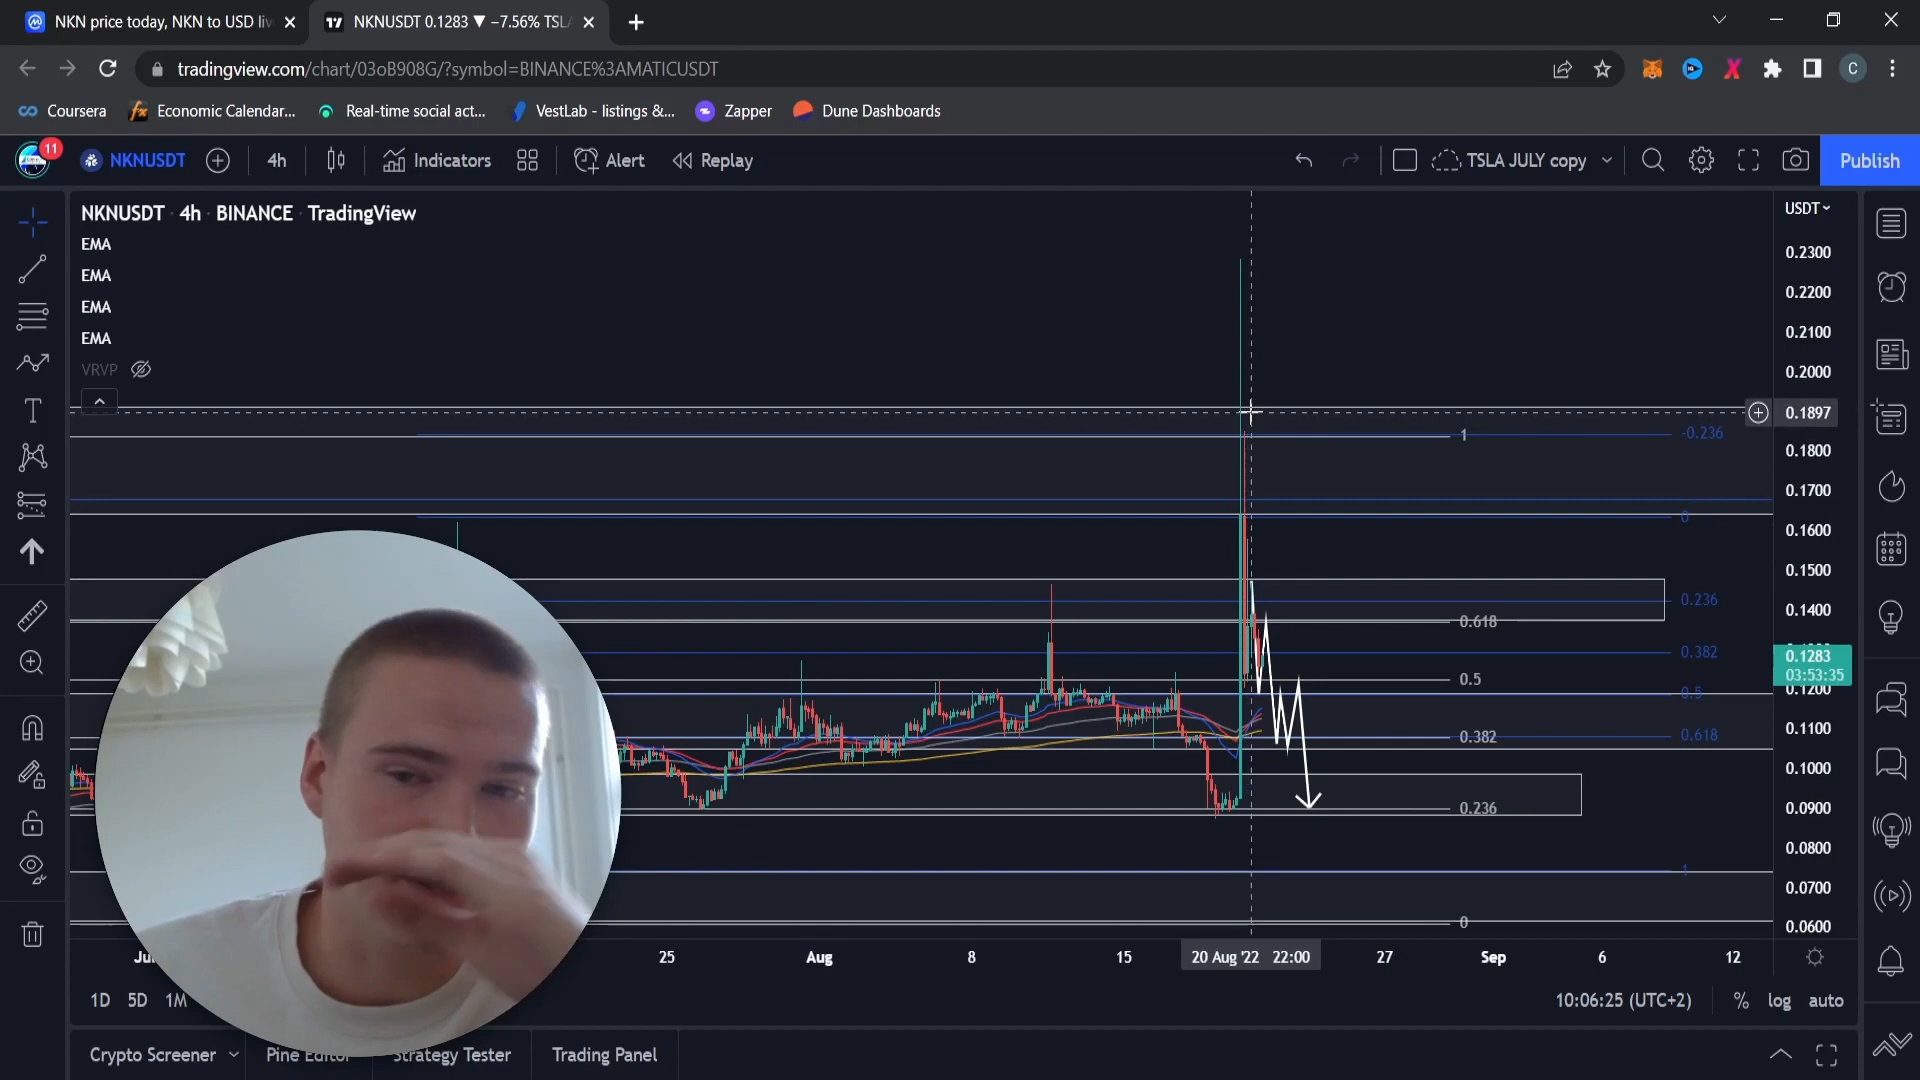 NKN price today, NKN to USD liv
NKNUSDT 0.1283 ▼ −7.56% TSLA
tradingview.com/chart/03oB908G/?symbol=BINANCE%3AMATICUSDT
C
Coursera
Economic Calendar...
Real-time social act...
VestLab - listings &...
Zapper
Dune Dashboards
11
NKNUSDT
4h
Indicators
Alert
Replay
TSLA JULY copy
Publish
NKNUSDT · 4h · BINANCE · TradingView
USDT
EMA
EMA
EMA
EMA
VRVP
0.2300
0.2200
0.2100
0.2000
0.1897
0.1800
0.1700
0.1600
0.1500
0.1400
0.1283
03:53:35
0.1200
0.1100
0.1000
0.0900
0.0800
0.0700
0.0600
1
-0.236
0
0.236
0.618
0.382
0.5
0.5
0.382
0.618
0.236
1
0
25
Aug
8
15
20 Aug '22 22:00
27
Sep
6
12
1D 5D 1M
10:06:25 (UTC+2)
% log auto
Crypto Screener
Pine Editor
Strategy Tester
Trading Panel